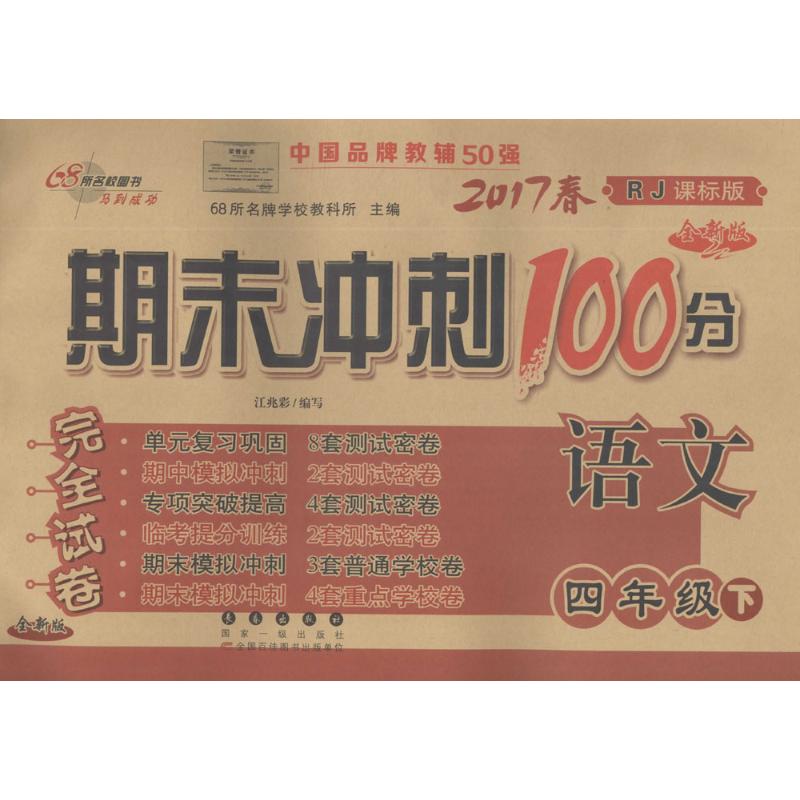 中国品牌教辅50强
68所名校图书
马到成功
荣誉证书
68所名牌学校教科所 主编
2017春 RJ课标版
全新版
期末冲刺100分
江兆彩/编写
语文
四年级 下
完全试卷
·单元复习巩固 8套测试密卷
·期中模拟冲刺 2套测试密卷
·专项突破提高 4套测试密卷
·临考提分训练 2套测试密卷
·期末模拟冲刺 3套普通学校卷
·期末模拟冲刺 4套重点学校卷
全新版
长春出版社
国家一级出版社
全国百佳图书出版单位